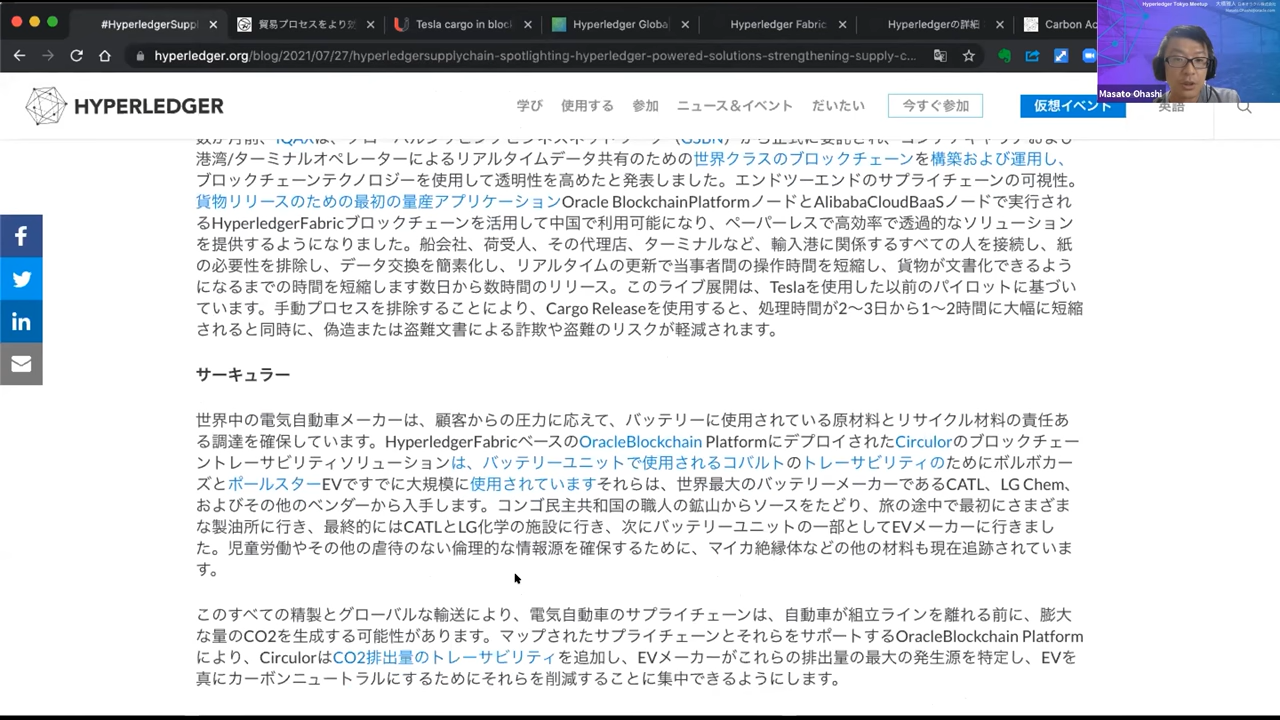 #HyperledgerSupp
貿易プロセスをより
Tesla cargo in bloc
Hyperledger Globa
Hyperledger Fabric
Hyperledgerの詳細
Carbon Ac
hyperledger.org/blog/2021/07/27/hyperledgersupplychain-spotlighting-hyperledger-powered-solutions-strengthening-supply-c...
Hyperledger Tokyo Meetup
Masato Ohashi
HYPERLEDGER
学び 使用する 参加 ニュース＆イベント だいたい 今すぐ参加 仮想イベント 英語
港湾/ターミナルオペレーターによるリアルタイムデータ共有のための世界クラスのブロックチェーンを構築および運用し、
ブロックチェーンテクノロジーを使用して透明性を高めたと発表しました。エンドツーエンドのサプライチェーンの可視性。
貨物リリースのための最初の量産アプリケーションOracle BlockchainPlatformノードとAlibabaCloudBaaSノードで実行され
るHyperledgerFabricブロックチェーンを活用して中国で利用可能になり、ペーパーレスで高効率で透過的なソリューション
を提供するようになりました。船会社、荷受人、その代理店、ターミナルなど、輸入港に関係するすべての人を接続し、紙
の必要性を排除し、データ交換を簡素化し、リアルタイムの更新で当事者間の操作時間を短縮し、貨物が文書化できるよう
になるまでの時間を短縮します数日から数時間のリリース。このライブ展開は、Teslaを使用した以前のパイロットに基づい
ています。手動プロセスを排除することにより、Cargo Releaseを使用すると、処理時間が2〜3日から1〜2時間に大幅に短縮
されると同時に、偽造または盗難文書による詐欺や盗難のリスクが軽減されます。
サーキュラー
世界中の電気自動車メーカーは、顧客からの圧力に応えて、バッテリーに使用されている原材料とリサイクル材料の責任あ
る調達を確保しています。HyperledgerFabricベースのOracleBlockchain PlatformにデプロイされたCirculorのブロックチェー
ントレーサビリティソリューションは、バッテリーユニットで使用されるコバルトのトレーサビリティのためにボルボカー
ズとポールスターEVですでに大規模に使用されていますそれらは、世界最大のバッテリーメーカーであるCATL、LG Chem、
およびその他のベンダーから入手します。コンゴ民主共和国の職人の鉱山からソースをたどり、旅の途中で最初にさまざま
な製油所に行き、最終的にはCATLとLG化学の施設に行き、次にバッテリーユニットの一部としてEVメーカーに行きまし
た。児童労働やその他の虐待のない倫理的な情報源を確保するために、マイカ絶縁体などの他の材料も現在追跡されていま
す。
このすべての精製とグローバルな輸送により、電気自動車のサプライチェーンは、自動車が組立ラインを離れる前に、膨大
な量のCO2を生成する可能性があります。マップされたサプライチェーンとそれらをサポートするOracleBlockchain Platform
により、CirculorはCO2排出量のトレーサビリティを追加し、EVメーカーがこれらの排出量の最大の発生源を特定し、EVを
真にカーボンニュートラルにするためにそれらを削減することに集中できるようにします。